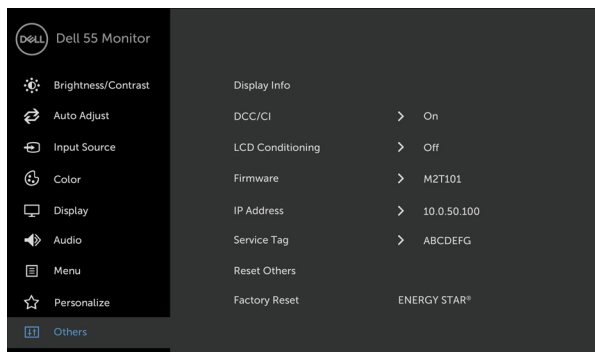 DELL Dell 55 Monitor
Brightness/Contrast
Auto Adjust
Input Source
Color
Display
Audio
Menu
Personalize
Others
Display Info
DCC/CI > On
LCD Conditioning > Off
Firmware > M2T101
IP Address > 10.0.50.100
Service Tag > ABCDEFG
Reset Others
Factory Reset ENERGY STAR®